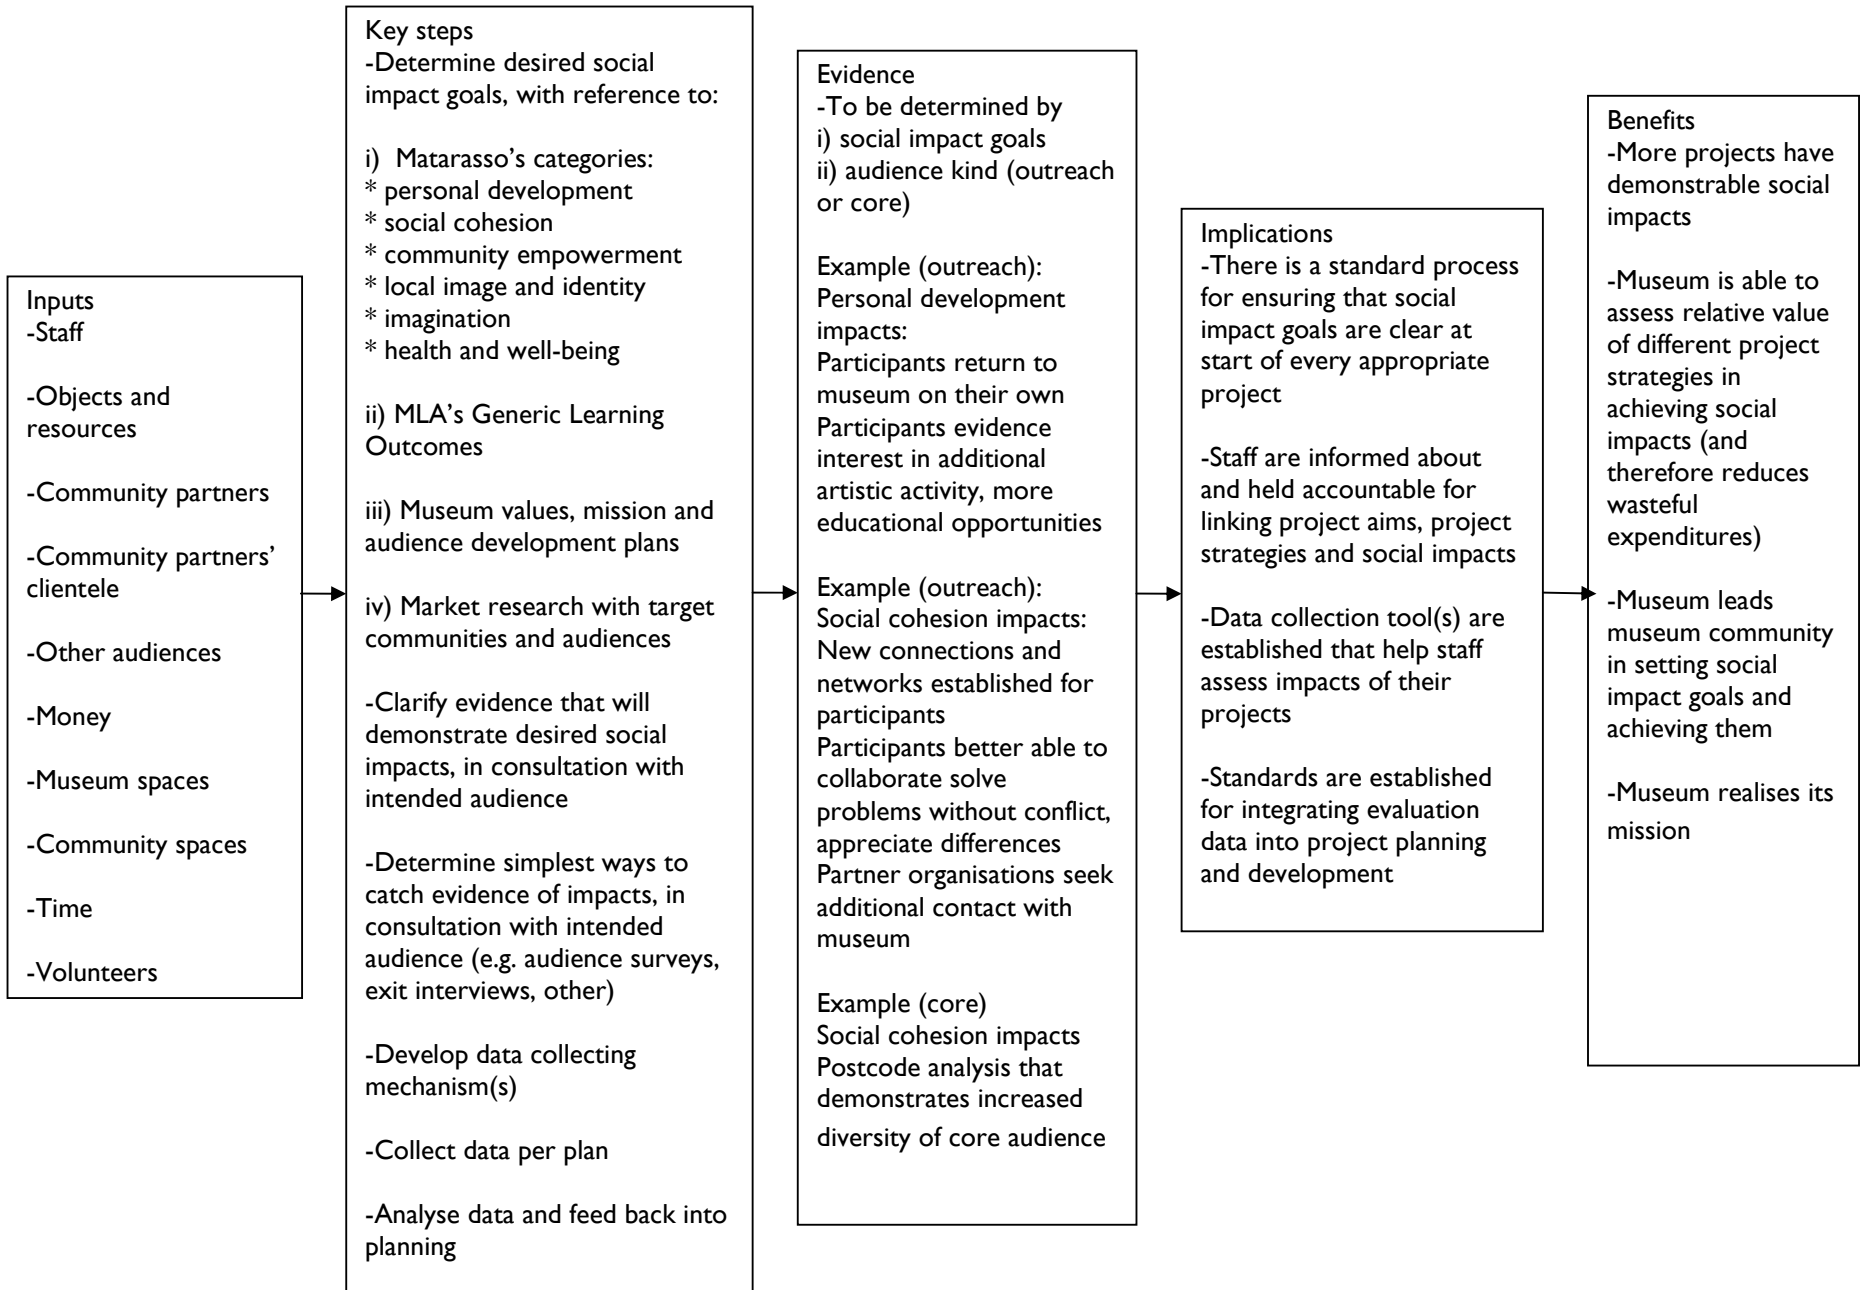 Inputs
-Staff
-Objects and
resources
-Community partners
-Community partners’
clientele
-Other audiences
-Money
-Museum spaces
-Community spaces
-Time
-Volunteers
Key steps
-Determine desired social
impact goals, with reference to:
i)  Matarasso’s categories:
* personal development
* social cohesion
* community empowerment
* local image and identity
* imagination
* health and well-being
ii) MLA’s Generic Learning
Outcomes
iii) Museum values, mission and
audience development plans
iv) Market research with target
communities and audiences
-Clarify evidence that will
demonstrate desired social
impacts, in consultation with
intended audience
-Determine simplest ways to
catch evidence of impacts, in
consultation with intended
audience (e.g. audience surveys,
exit interviews, other)
-Develop data collecting
mechanism(s)
-Collect data per plan
-Analyse data and feed back into
planning
Evidence
-To be determined by
i) social impact goals
ii) audience kind (outreach
or core)
Example (outreach):
Personal development
impacts:
Participants return to
museum on their own
Participants evidence
interest in additional
artistic activity, more
educational opportunities
Example (outreach):
Social cohesion impacts:
New connections and
networks established for
participants
Participants better able to
collaborate solve
problems without conflict,
appreciate differences
Partner organisations seek
additional contact with
museum
Example (core)
Social cohesion impacts
Postcode analysis that
demonstrates increased
diversity of core audience
Implications
-There is a standard process
for ensuring that social
impact goals are clear at
start of every appropriate
project
-Staff are informed about
and held accountable for
linking project aims, project
strategies and social impacts
-Data collection tool(s) are
established that help staff
assess impacts of their
projects
-Standards are established
for integrating evaluation
data into project planning
and development
Benefits
-More projects have
demonstrable social
impacts
-Museum is able to
assess relative value
of different project
strategies in
achieving social
impacts (and
therefore reduces
wasteful
expenditures)
-Museum leads
museum community
in setting social
impact goals and
achieving them
-Museum realises its
mission